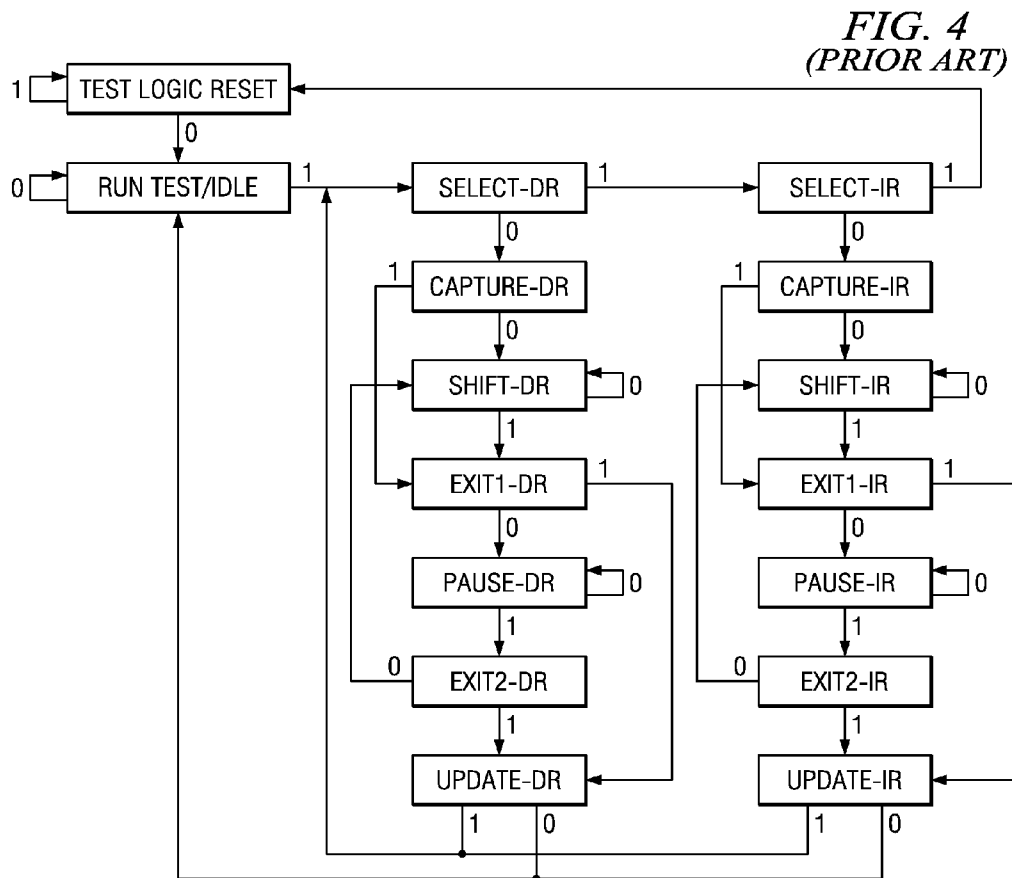 FIG. 4
(PRIOR ART)
1 TEST LOGIC RESET
0
0 RUN TEST/IDLE 1 SELECT-DR 1 SELECT-IR 1
0 0
1 CAPTURE-DR 1 CAPTURE-IR
0 0
SHIFT-DR 0 SHIFT-IR 0
1 1
EXIT1-DR 1 EXIT1-IR 1
0 0
PAUSE-DR 0 PAUSE-IR 0
1 1
0 EXIT2-DR 0 EXIT2-IR
1 1
UPDATE-DR UPDATE-IR
1 0 1 0